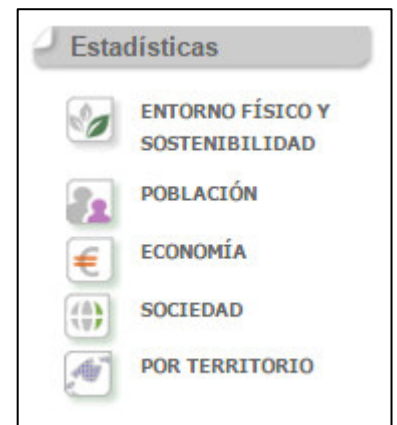 Estadísticas
ENTORNO FÍSICO Y
SOSTENIBILIDAD
POBLACIÓN
ECONOMÍA
SOCIEDAD
POR TERRITORIO